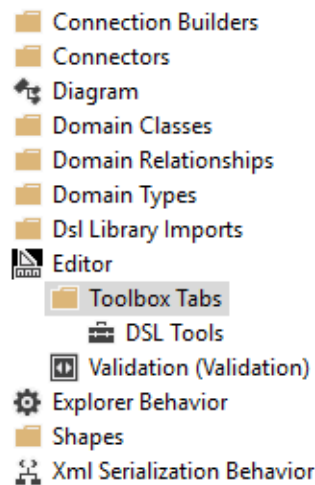 Connection Builders
Connectors
Diagram
Domain Classes
Domain Relationships
Domain Types
Dsl Library Imports
Editor
Toolbox Tabs
DSL Tools
Validation (Validation)
Explorer Behavior
Shapes
Xml Serialization Behavior